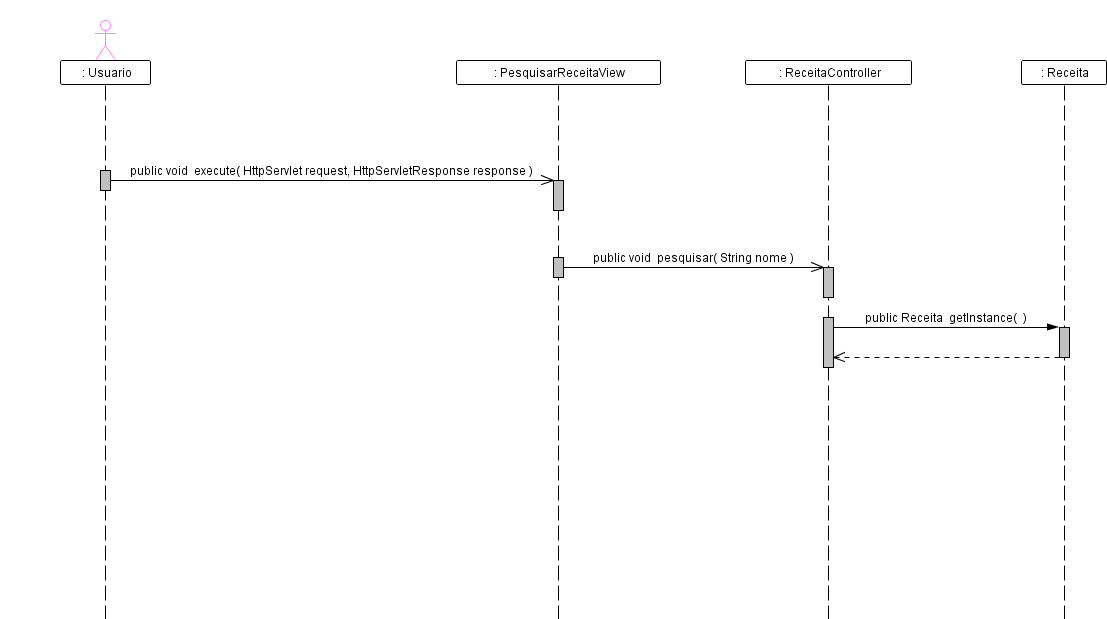 : Usuario
: PesquisarReceitaView
: ReceitaController
: Receita
public void execute( HttpServlet request, HttpServletResponse response )
public void pesquisar( String nome )
public Receita getInstance( )